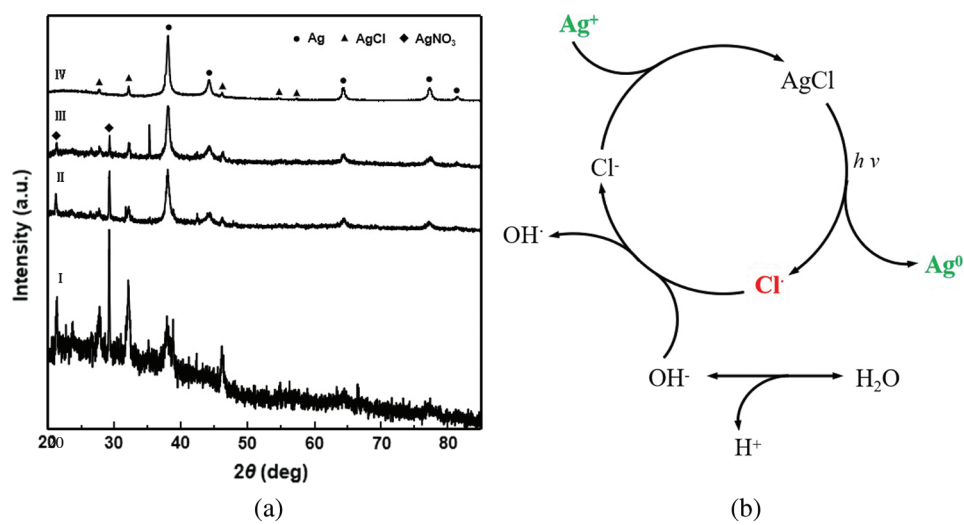 ● Ag ▲ AgCl ◆ AgNO₃
IV
III
II
I
Intensity (a.u.)
20 30 40 50 60 70 80
2θ (deg)
(a)
Ag⁺
AgCl
h ν
Cl⁻
OH·
Ag⁰
Cl·
OH⁻
H₂O
H⁺
(b)